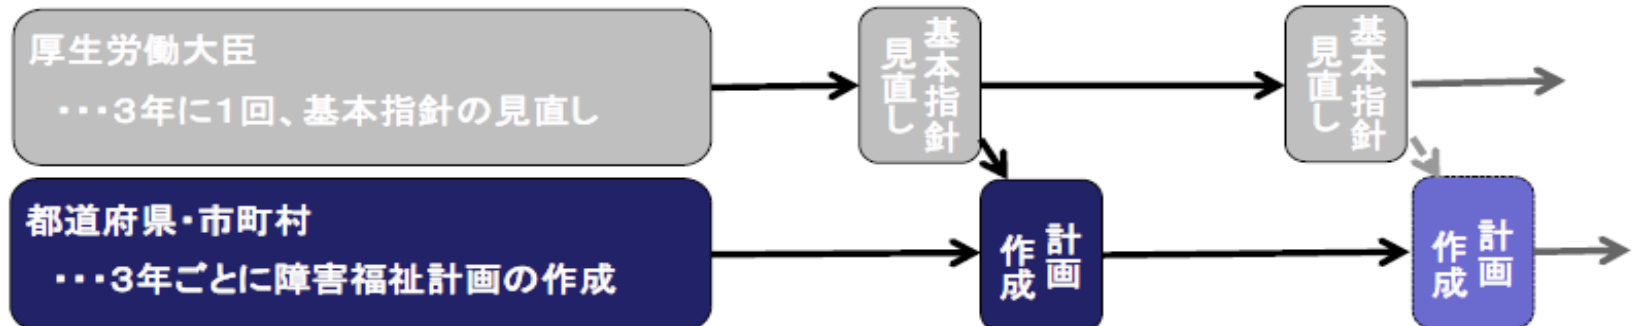 厚生労働大臣
・・・３年に１回、基本指針の見直し
基本指針
見直し
基本指針
見直し
都道府県・市町村
・・・３年ごとに障害福祉計画の作成
計画
作成
計画
作成